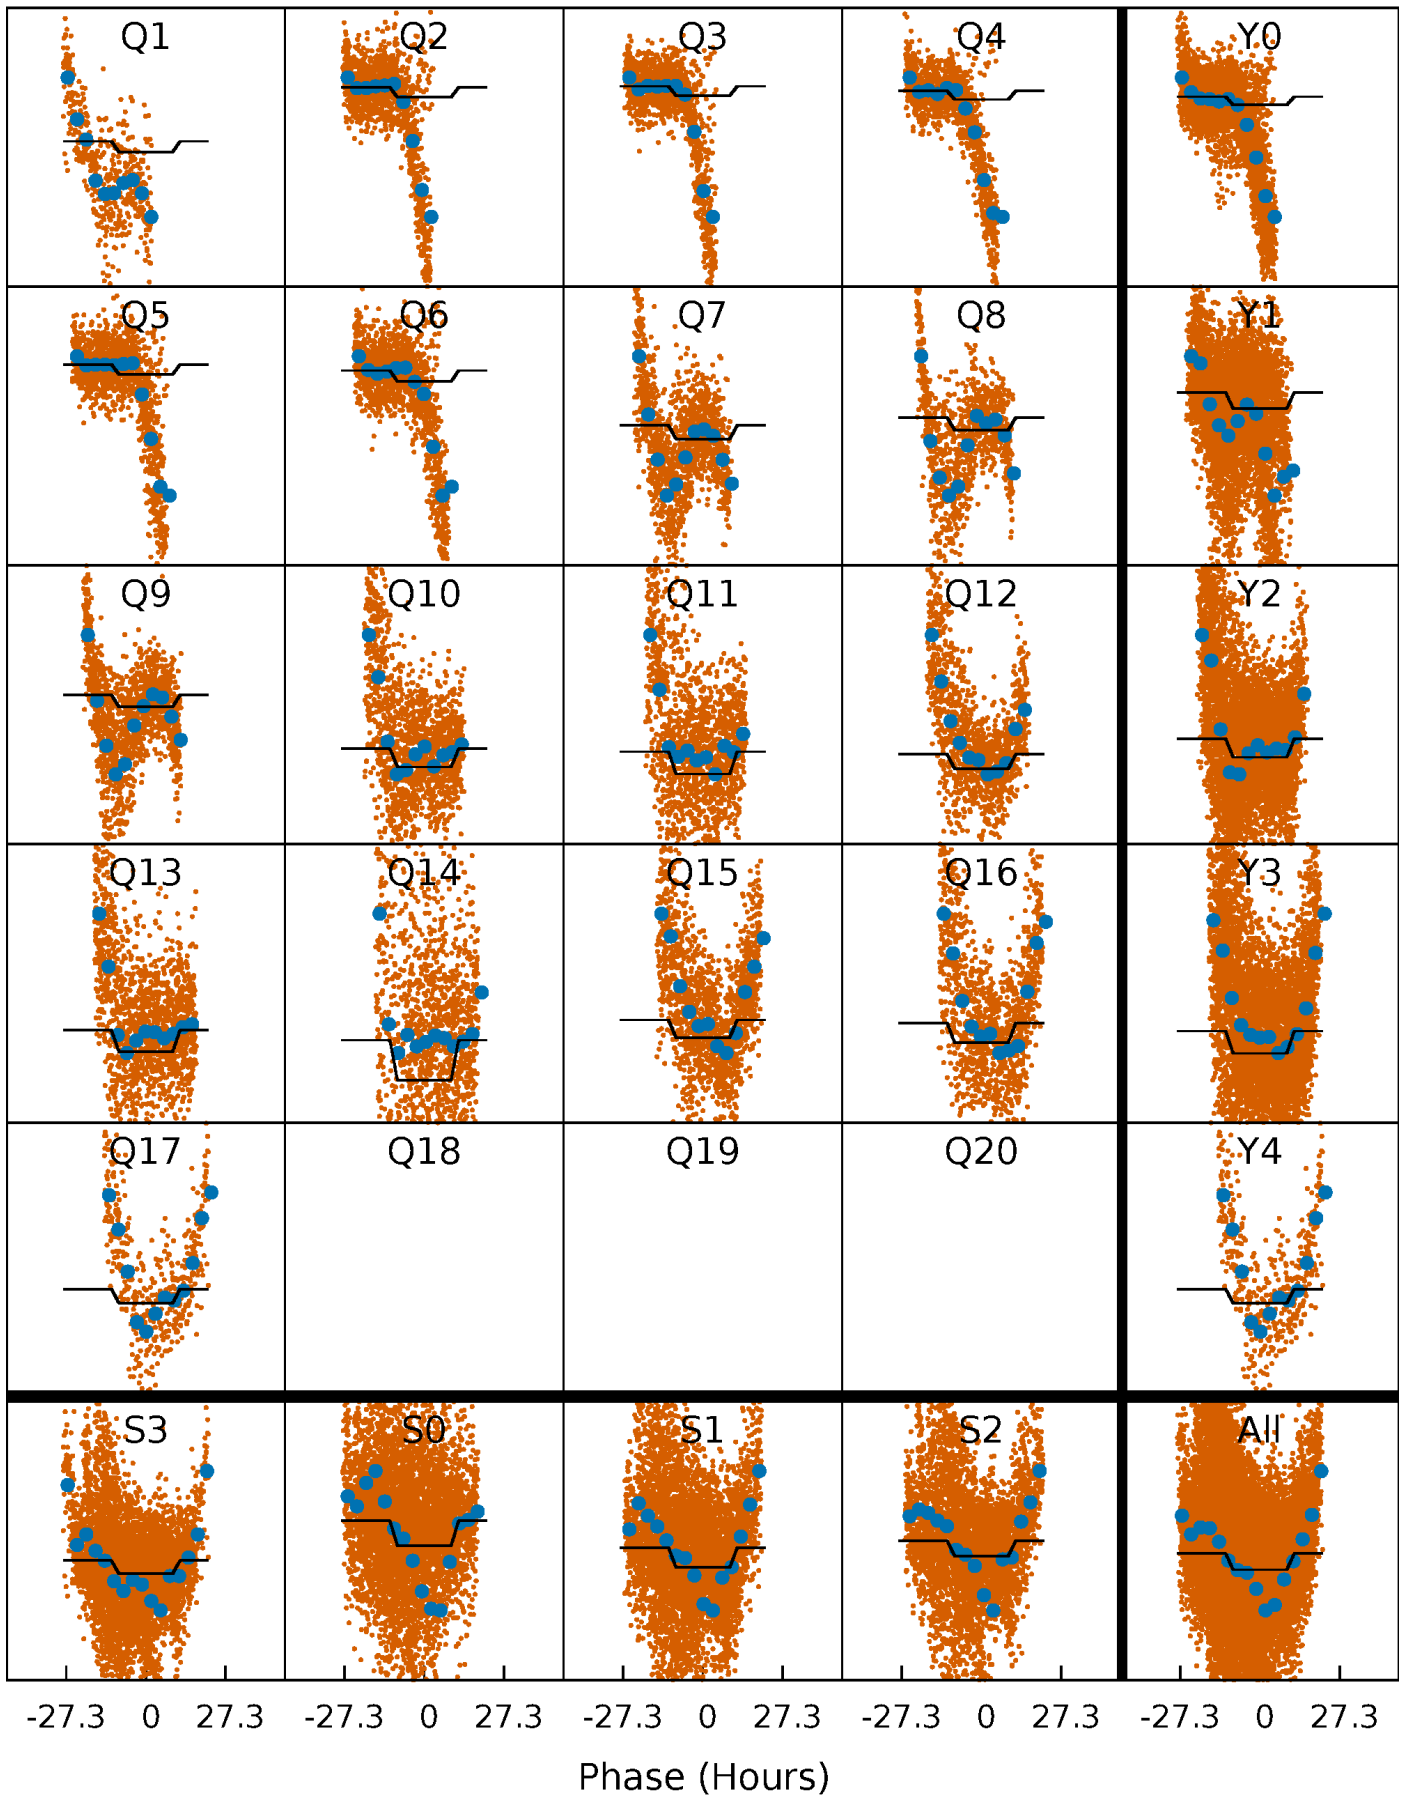 Q1 Q2 Q3 Q4 Y0
Q5 Q6 Q7 Q8 Y1
Q9 Q10 Q11 Q12 Y2
Q13 Q14 Q15 Q16 Y3
Q17 Q18 Q19 Q20 Y4
S3 S0 S1 S2 All
-27.3 0 27.3 -27.3 0 27.3 -27.3 0 27.3 -27.3 0 27.3 -27.3 0 27.3
Phase (Hours)